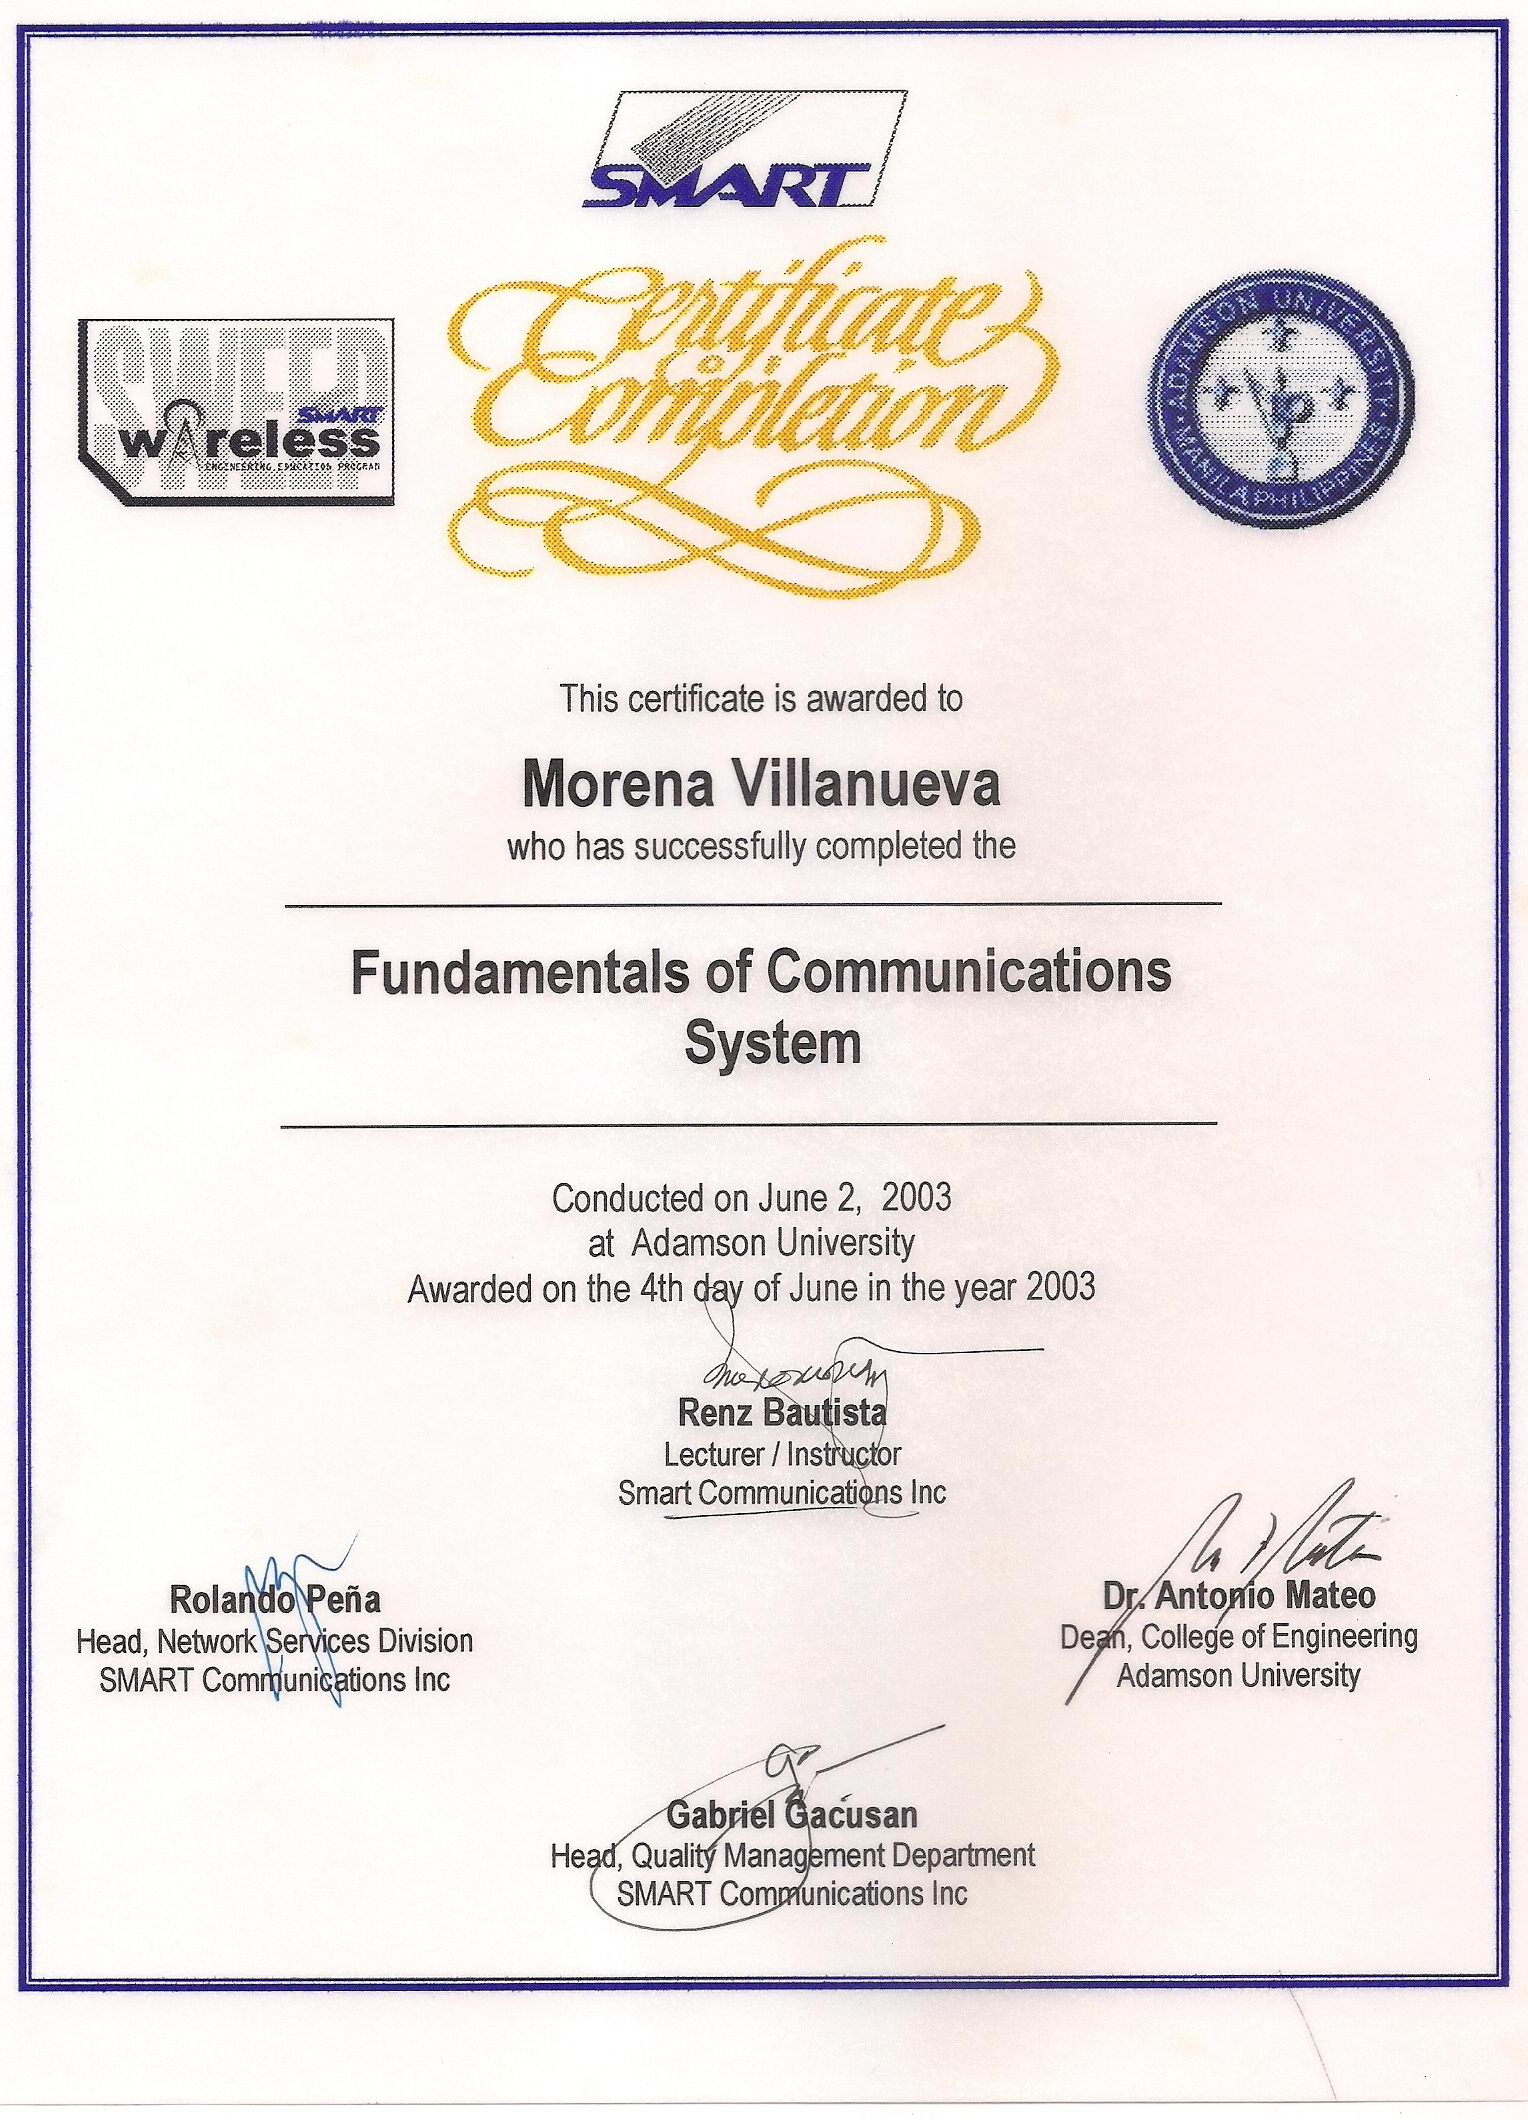 SMART
Certificate
of
Completion
SWEEP
SMART
wireless
ENGINEERING EDUCATION PROGRAM
ADAMSON UNIVERSITY
MANILA PHILIPPINES
This certificate is awarded to
Morena Villanueva
who has successfully completed the
Fundamentals of Communications
System
Conducted on June 2, 2003
at Adamson University
Awarded on the 4th day of June in the year 2003
Renz Bautista
Lecturer / Instructor
Smart Communications Inc
Rolando Peña
Head, Network Services Division
SMART Communications Inc
Dr. Antonio Mateo
Dean, College of Engineering
Adamson University
Gabriel Gacusan
Head, Quality Management Department
SMART Communications Inc